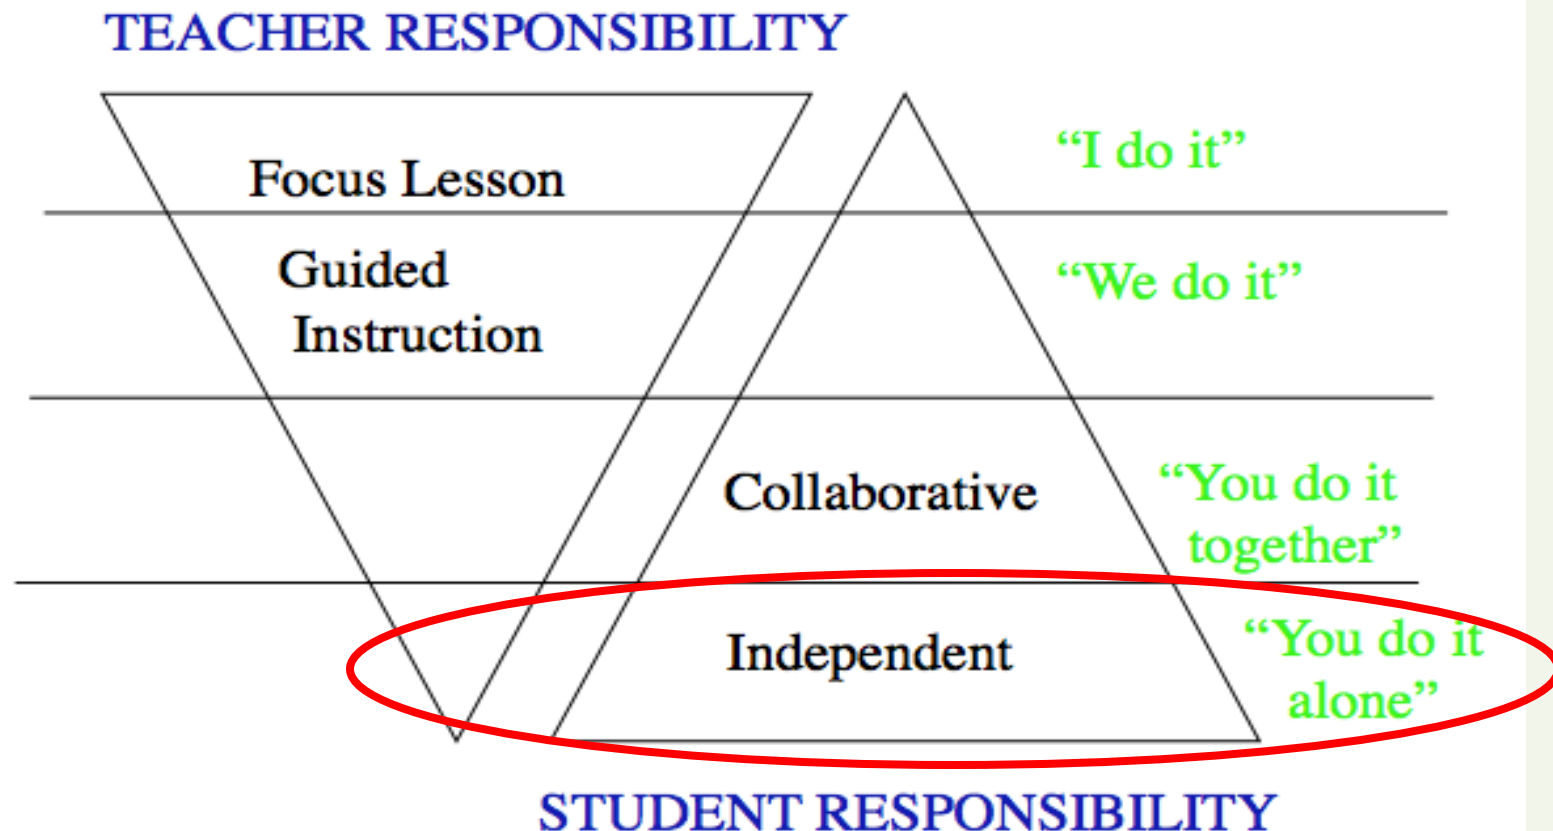 TEACHER RESPONSIBILITY
Focus Lesson
“I do it”
Guided
Instruction
“We do it”
Collaborative
“You do it
together”
Independent
“You do it
alone”
STUDENT RESPONSIBILITY